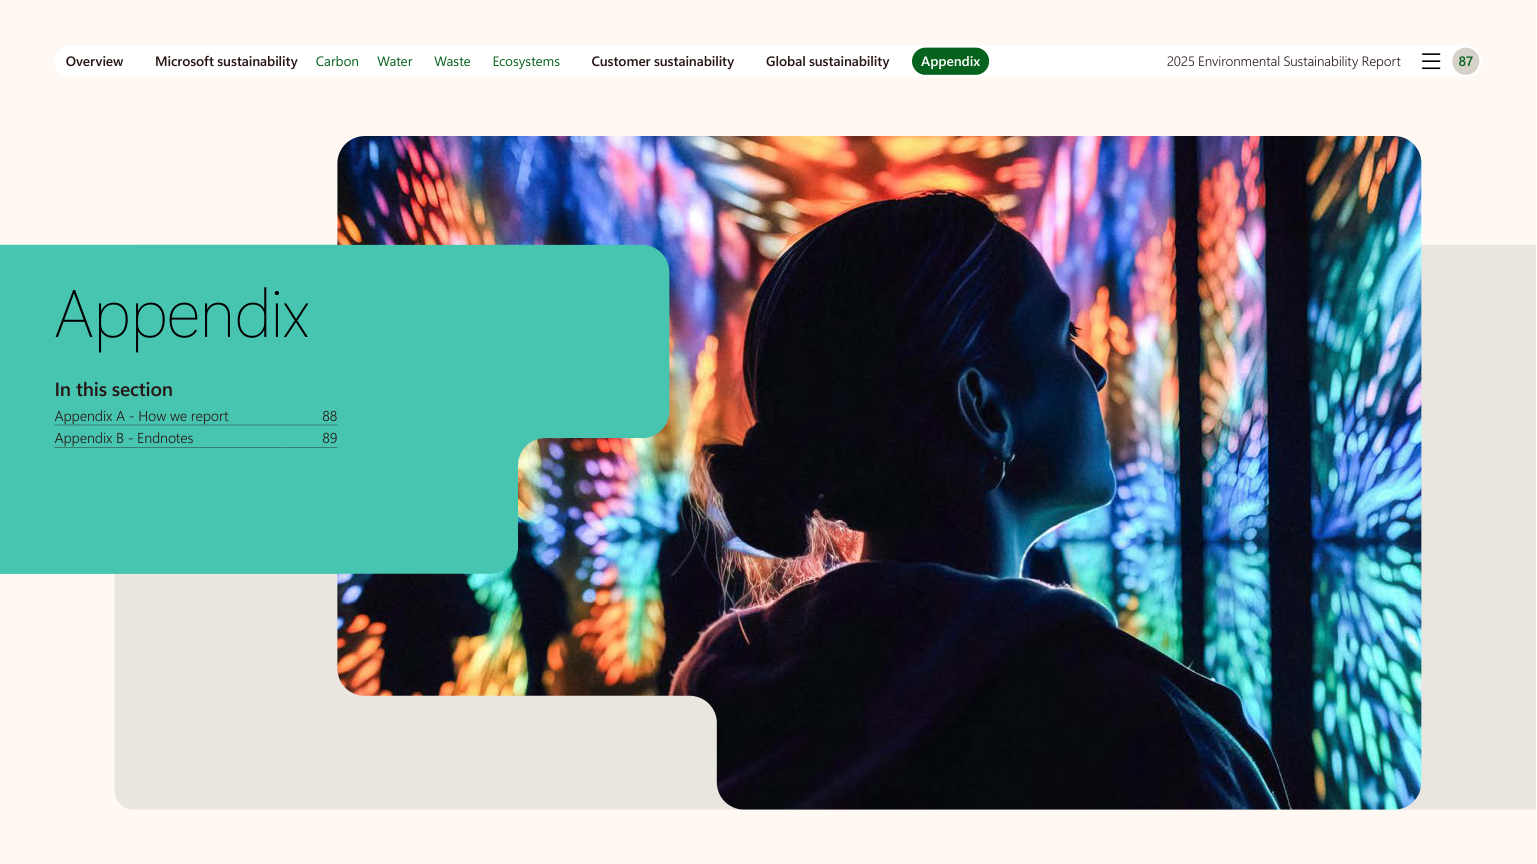 Overview Microsoft sustainability Carbon Water Waste Ecosystems Customer sustainability Global sustainability Appendix 2025 Environmental Sustainability Report 87
Appendix
In this section
Appendix A - How we report 88
Appendix B - Endnotes 89